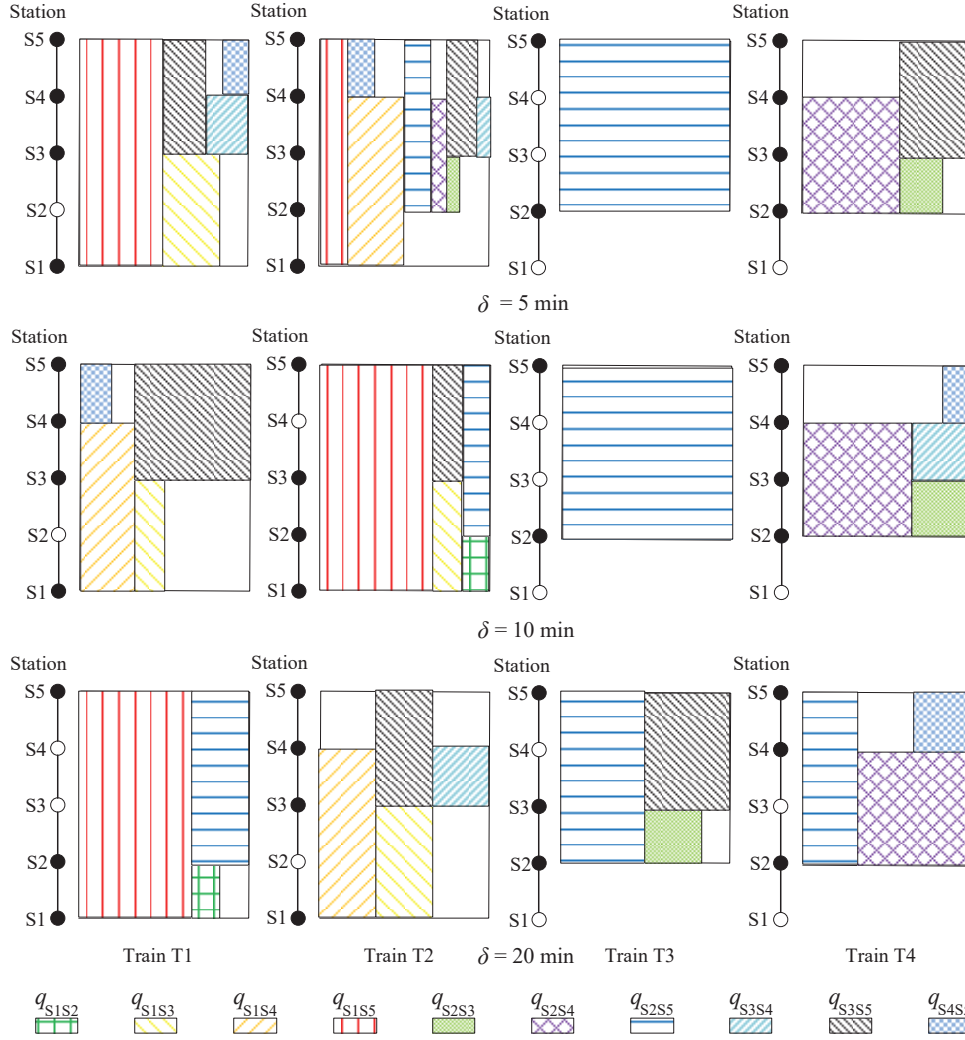 Station Station Station Station
S5 S5 S5 S5
S4 S4 S4 S4
S3 S3 S3 S3
S2 S2 S2 S2
S1 S1 S1 S1
δ = 5 min
Station Station Station Station
S5 S5 S5 S5
S4 S4 S4 S4
S3 S3 S3 S3
S2 S2 S2 S2
S1 S1 S1 S1
δ = 10 min
Station Station Station Station
S5 S5 S5 S5
S4 S4 S4 S4
S3 S3 S3 S3
S2 S2 S2 S2
S1 S1 S1 S1
Train T1 Train T2 δ = 20 min Train T3 Train T4
qS1S2 qS1S3 qS1S4 qS1S5 qS2S3 qS2S4 qS2S5 qS3S4 qS3S5